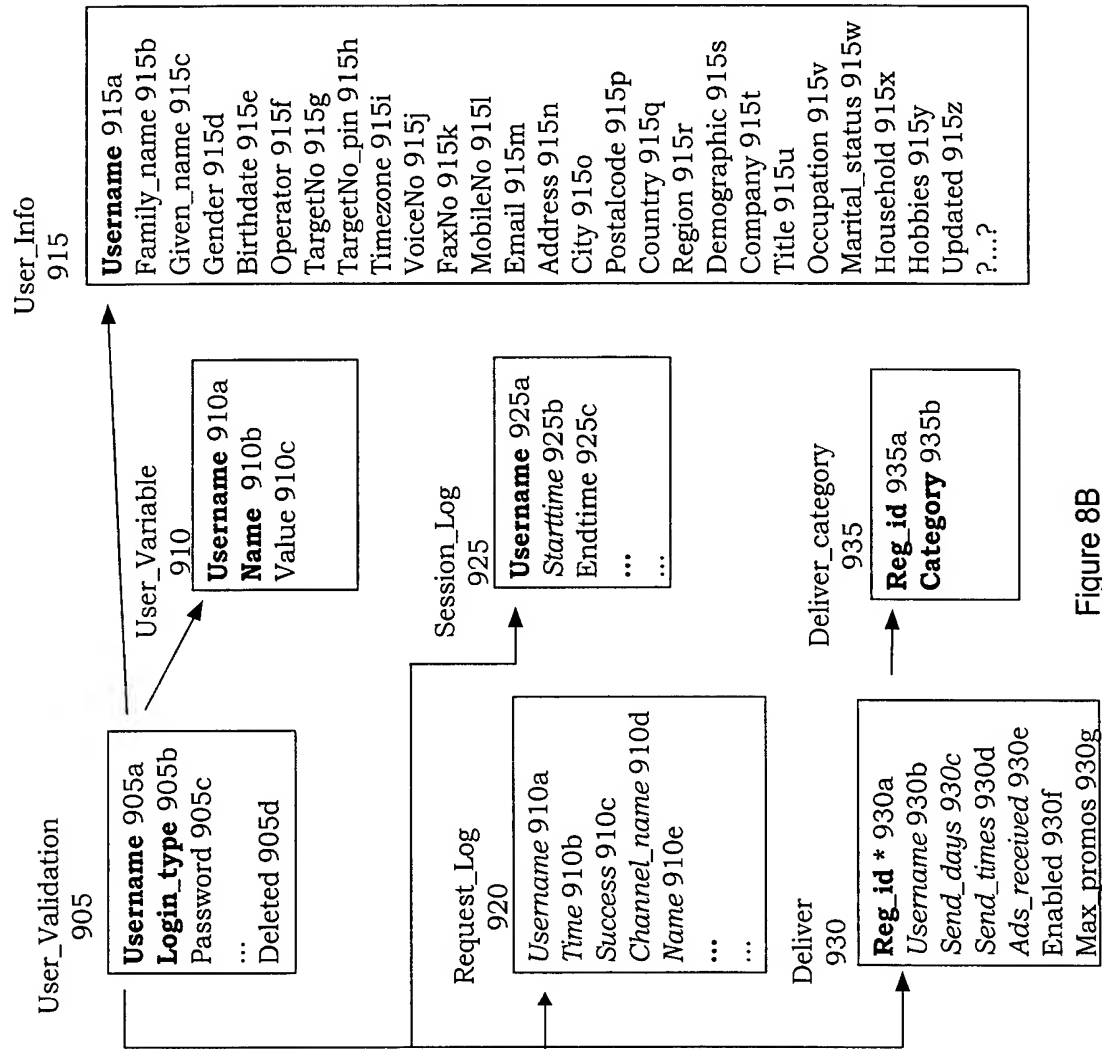 User_Validation
905
Username 905a
Login_type 905b
Password 905c
...
Deleted 905d
User_Variable
910
Username 910a
Name 910b
Value 910c
User_Info
915
Username 915a
Family_name 915b
Given_name 915c
Gender 915d
Birthdate 915e
Operator 915f
TargetNo 915g
TargetNo_pin 915h
Timezone 915i
VoiceNo 915j
FaxNo 915k
MobileNo 915l
Email 915m
Address 915n
City 915o
Postalcode 915p
Country 915q
Region 915r
Demographic 915s
Company 915t
Title 915u
Occupation 915v
Marital_status 915w
Household 915x
Hobbies 915y
Updated 915z
?...?
Request_Log
920
Username 910a
Time 910b
Success 910c
Channel_name 910d
Name 910e
...
...
Session_Log
925
Username 925a
Starttime 925b
Endtime 925c
...
...
Deliver
930
Reg_id * 930a
Username 930b
Send_days 930c
Send_times 930d
Ads_received 930e
Enabled 930f
Max_promos 930g
Deliver_category
935
Reg_id 935a
Category 935b
Figure 8B